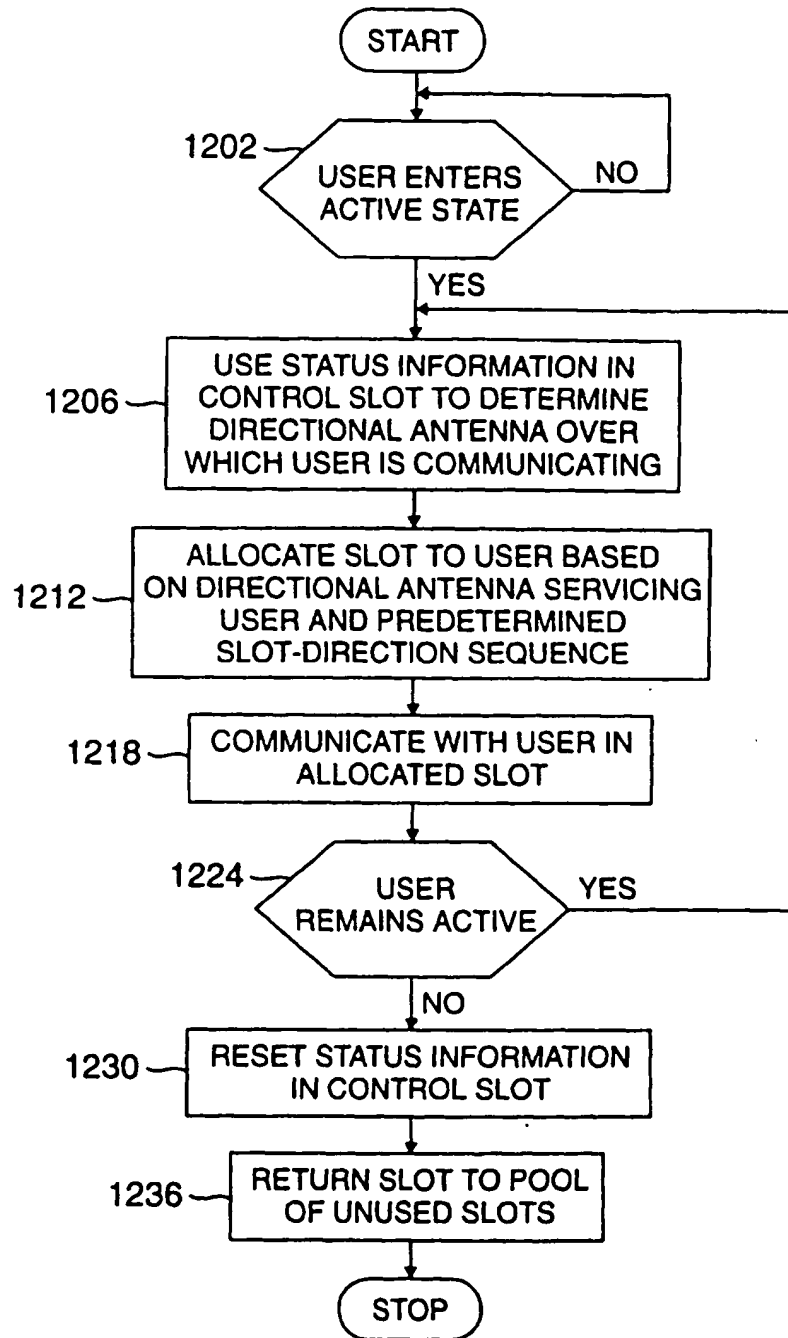 START
1202
USER ENTERS
ACTIVE STATE
NO
YES
1206
USE STATUS INFORMATION IN
CONTROL SLOT TO DETERMINE
DIRECTIONAL ANTENNA OVER
WHICH USER IS COMMUNICATING
1212
ALLOCATE SLOT TO USER BASED
ON DIRECTIONAL ANTENNA SERVICING
USER AND PREDETERMINED
SLOT-DIRECTION SEQUENCE
1218
COMMUNICATE WITH USER IN
ALLOCATED SLOT
1224
USER
REMAINS ACTIVE
YES
NO
1230
RESET STATUS INFORMATION
IN CONTROL SLOT
1236
RETURN SLOT TO POOL
OF UNUSED SLOTS
STOP